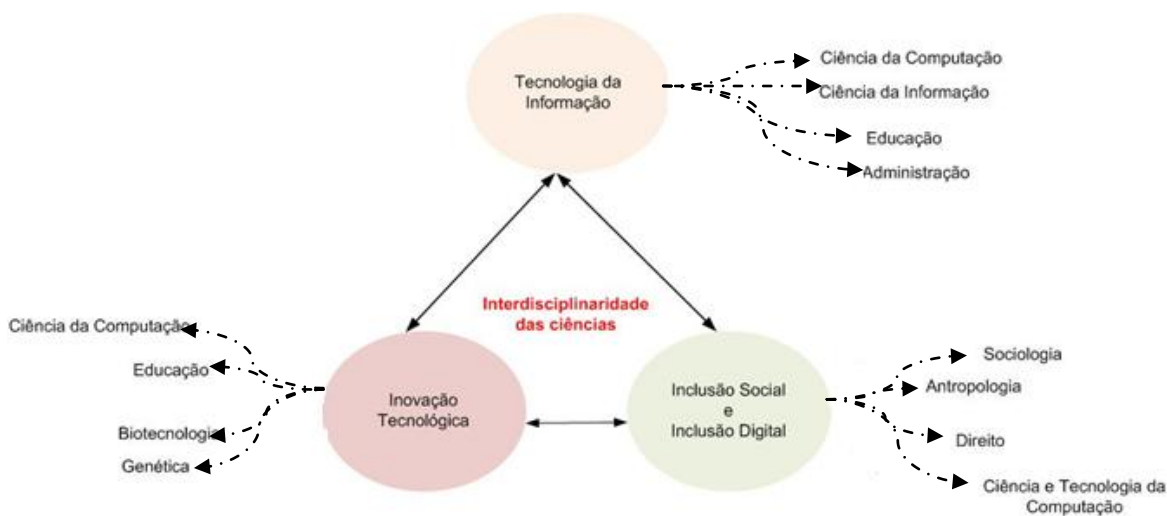 Tecnologia da
Informação
Ciência da Computação
Ciência da Informação
Educação
Administração
Interdisciplinaridade
das ciências
Ciência da Computação
Educação
Biotecnologia
Genética
Inovação
Tecnológica
Inclusão Social
e
Inclusão Digital
Sociologia
Antropologia
Direito
Ciência e Tecnologia da
Computação